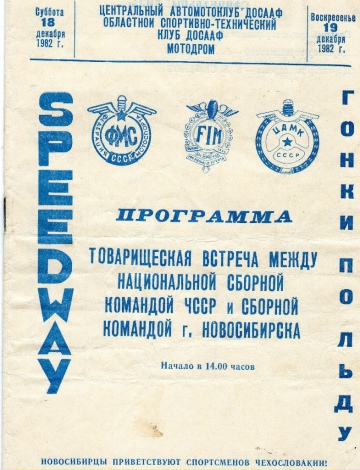 Суббота
18
декабря
1982 г.
ЦЕНТРАЛЬНЫЙ АВТОМОТОКЛУБ ДОСААФ
ОБЛАСТНОЙ СПОРТИВНО-ТЕХНИЧЕСКИЙ
КЛУБ ДОСААФ
МОТОДРОМ
Воскресенье
19
декабря
1982 г.
SPEEDWAY
ФМС
СССР
FIM
ЦАМК
СССР
ГОНКИ ПО ЛЬДУ
ПРОГРАММА
ТОВАРИЩЕСКАЯ ВСТРЕЧА МЕЖДУ
НАЦИОНАЛЬНОЙ СБОРНОЙ
КОМАНДОЙ ЧССР и СБОРНОЙ
КОМАНДОЙ г. НОВОСИБИРСКА
Начало в 14.00 часов
НОВОСИБИРЦЫ ПРИВЕТСТВУЮТ СПОРТСМЕНОВ ЧЕХОСЛОВАКИИ!